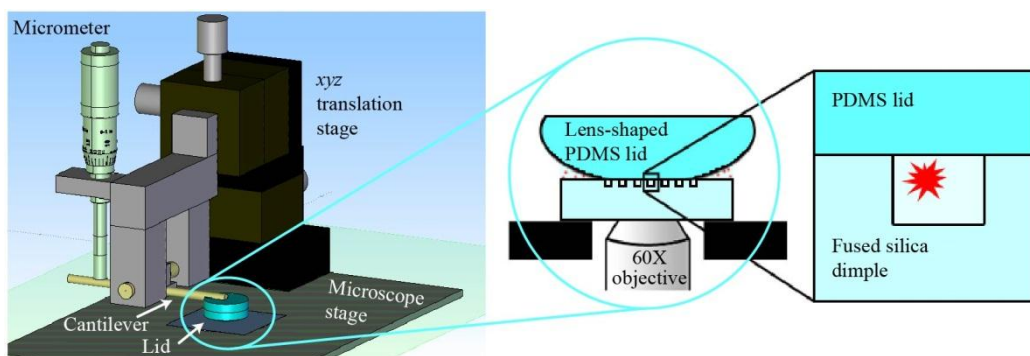 Micrometer
xyz
translation
stage
Cantilever
Lid
Microscope
stage
Lens-shaped
PDMS lid
60X
objective
PDMS lid
Fused silica
dimple